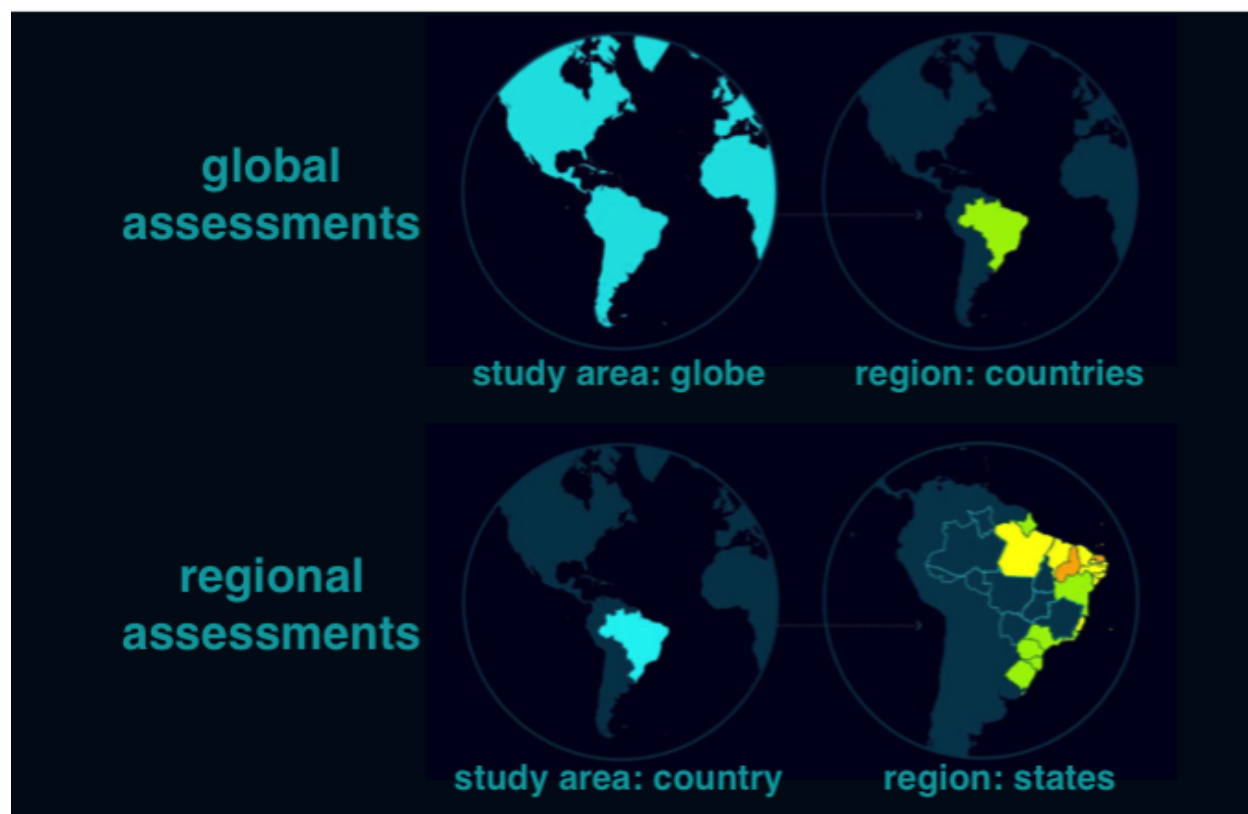 global
assessments
study area: globe
region: countries
regional
assessments
study area: country
region: states